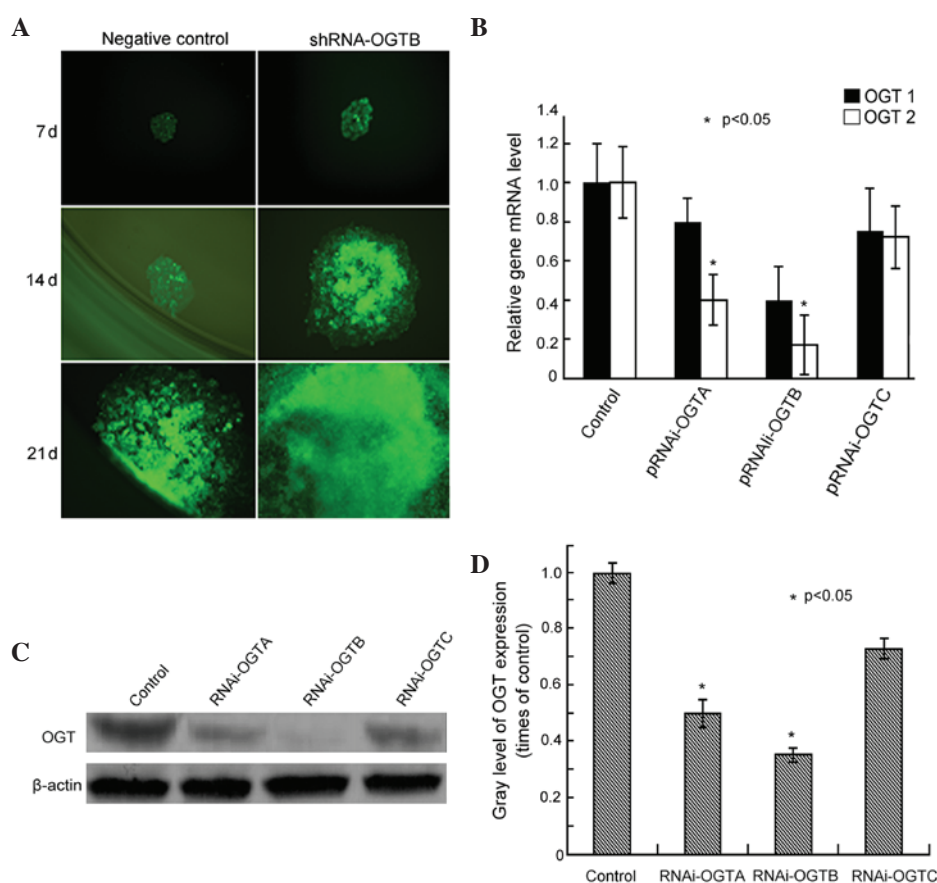 A
Negative control
shRNA-OGTB
7 d
14 d
21 d
B
OGT 1
OGT 2
* p<0.05
Relative gene mRNA level
1.4
1.2
1.0
0.8
0.6
0.4
0.2
0
*
*
Control
pRNAi-OGTA
pRNAIi-OGTB
pRNAi-OGTC
C
Control
RNAi-OGTA
RNAi-OGTB
RNAi-OGTC
OGT
β-actin
D
* p<0.05
Gray level of OGT expression
(times of control)
1.0
0.8
0.6
0.4
0.2
0
*
*
Control
RNAi-OGTA
RNAi-OGTB
RNAi-OGTC